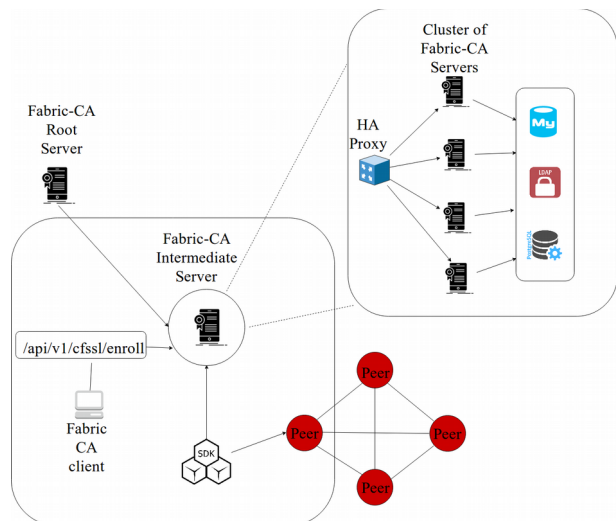 Cluster of
Fabric-CA
Servers
HA
Proxy
My
LDAP
PostgreSQL
Fabric-CA
Root
Server
Fabric-CA
Intermediate
Server
/api/v1/cfssl/enroll
Fabric
CA
client
SDK
Peer
Peer
Peer
Peer